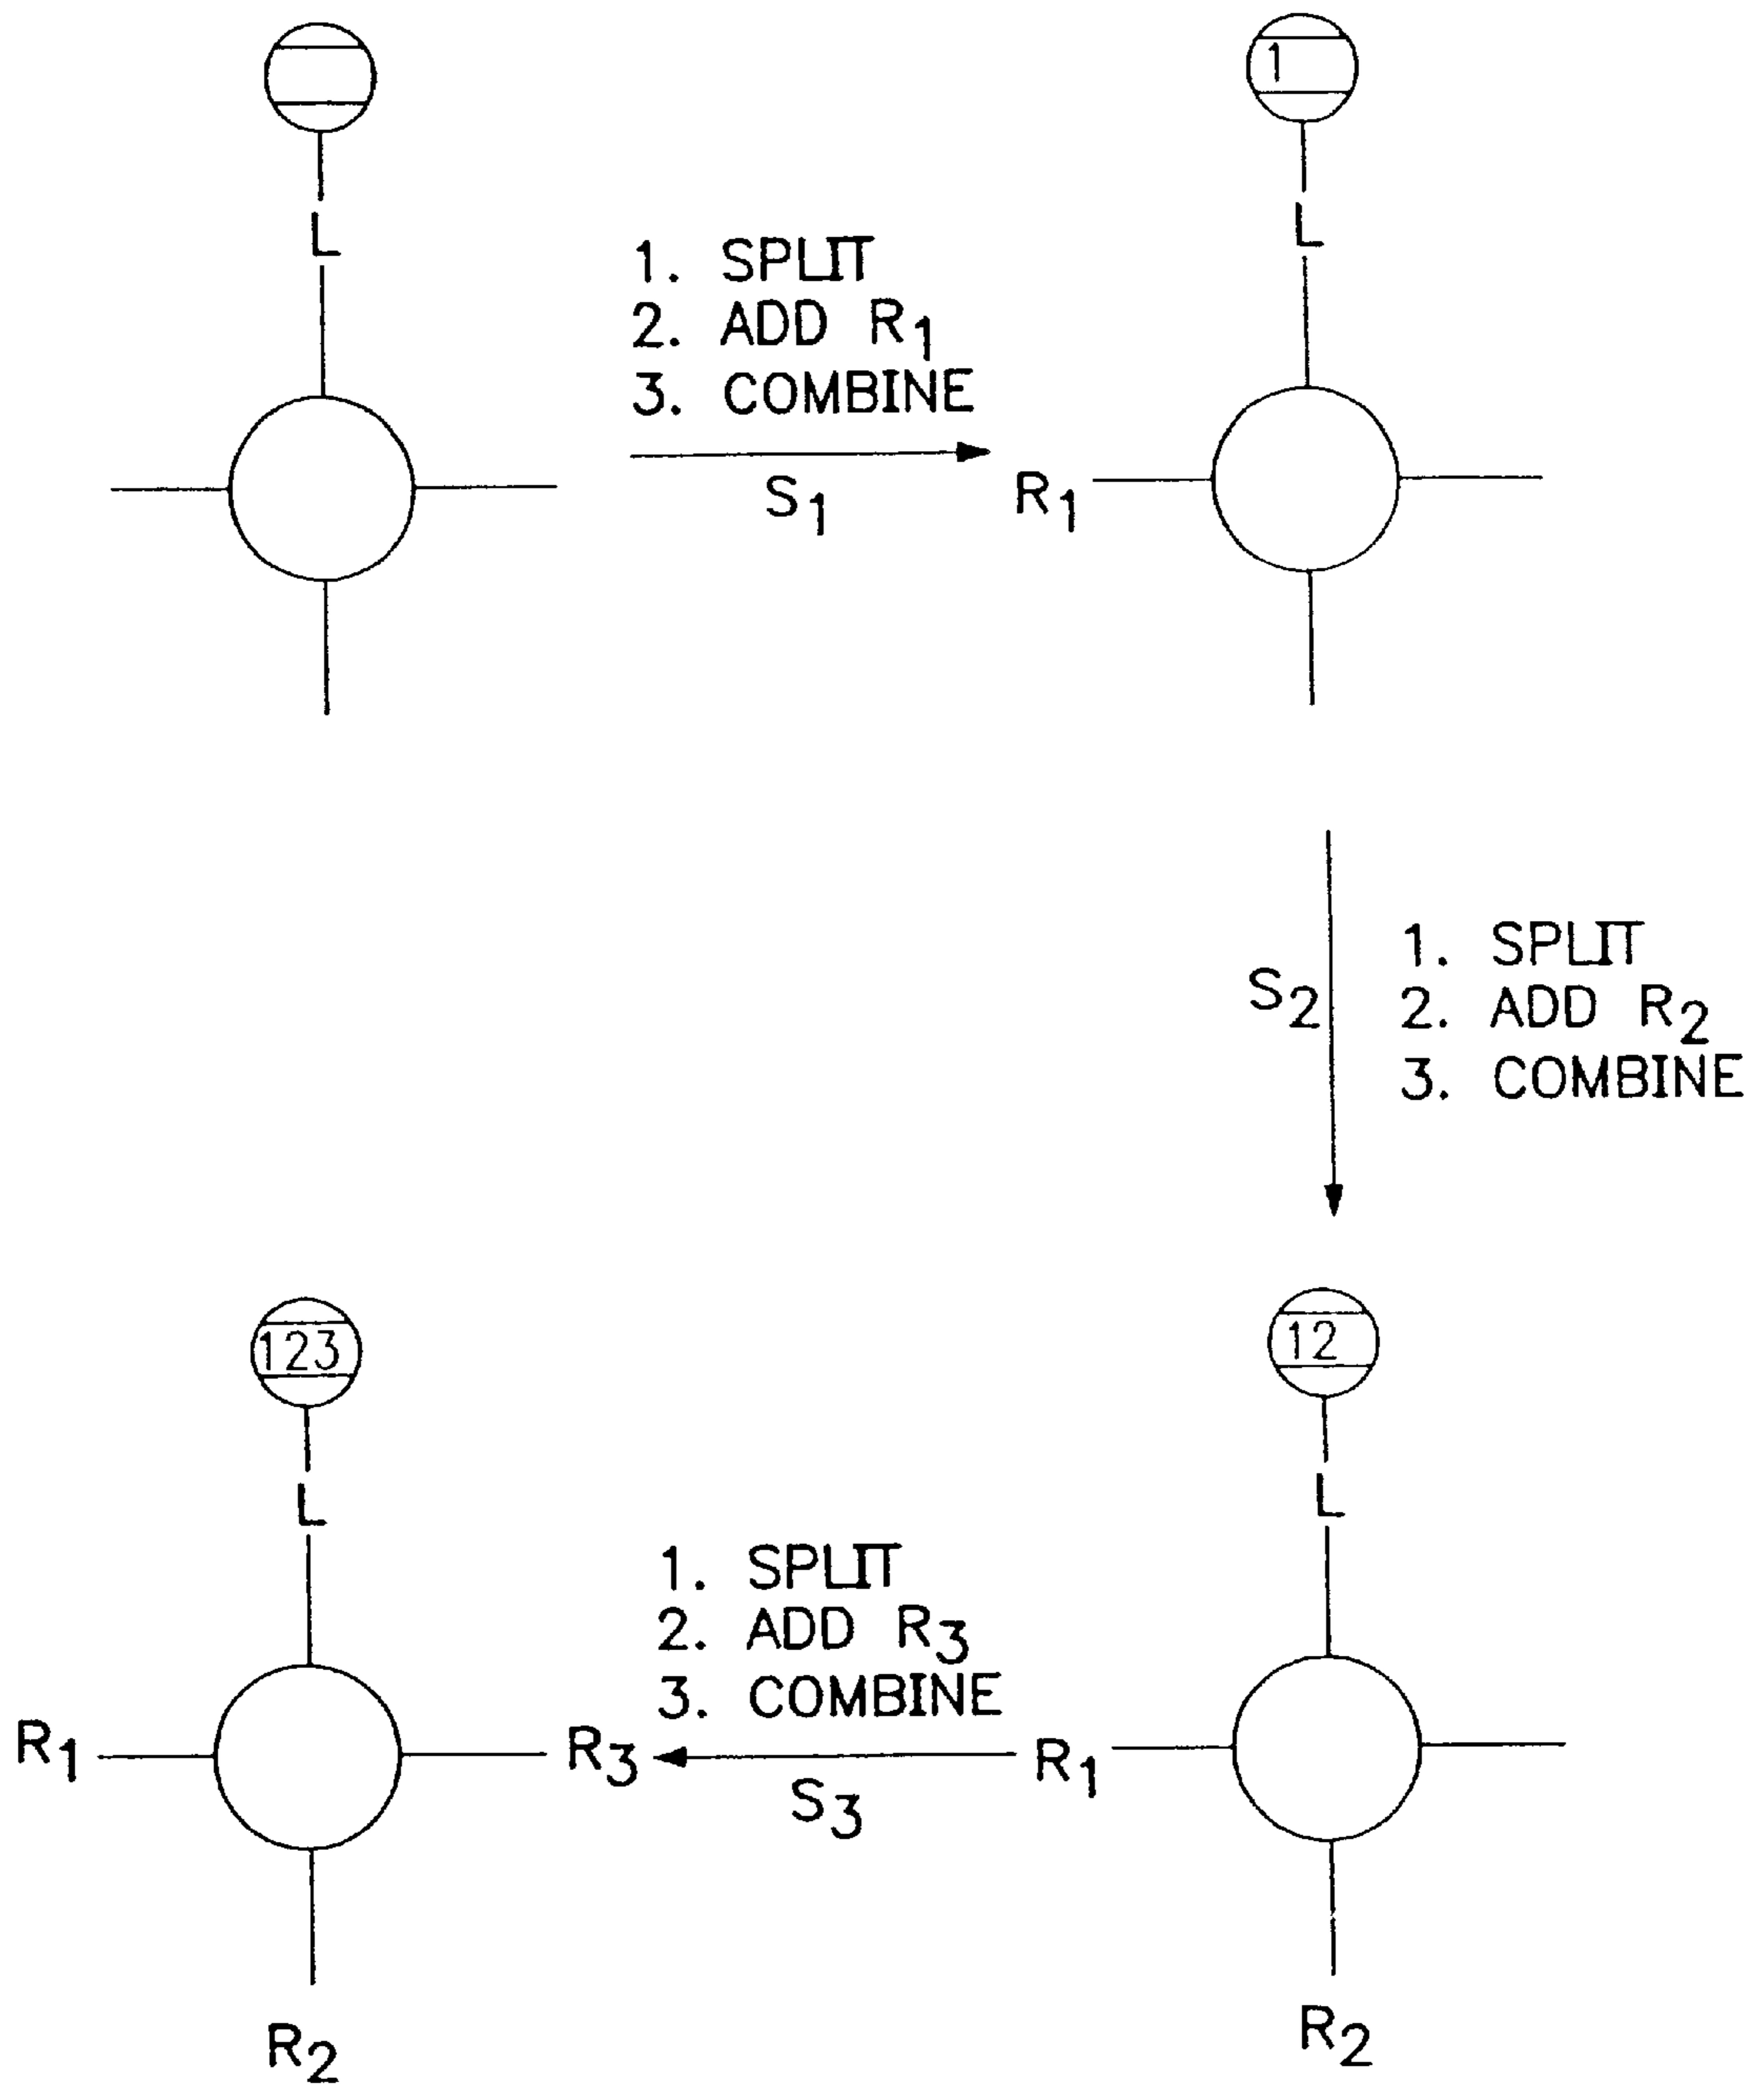 1
L
L
1. SPLIT
2. ADD R₁
3. COMBINE
S₁
R₁
S₂
1. SPLIT
2. ADD R₂
3. COMBINE
123
12
L
L
1. SPLIT
2. ADD R₃
3. COMBINE
R₁
R₃
S₃
R₁
R₂
R₂